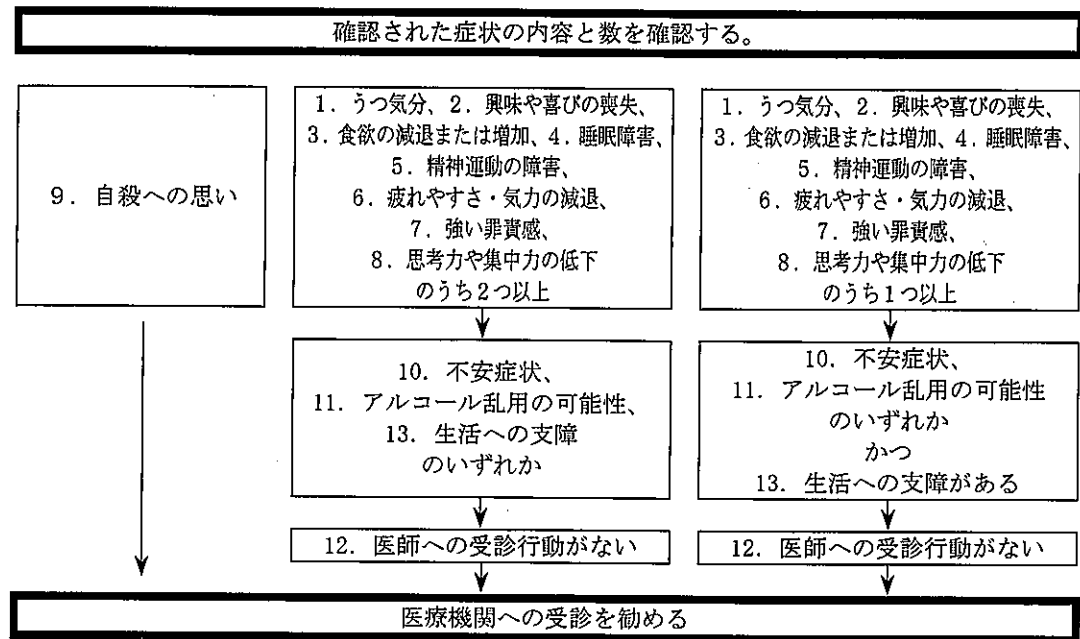 確認された症状の内容と数を確認する。
9．自殺への思い
1．うつ気分、2．興味や喜びの喪失、
3．食欲の減退または増加、4．睡眠障害、
5．精神運動の障害、
6．疲れやすさ・気力の減退、
7．強い罪責感、
8．思考力や集中力の低下
のうち2つ以上
10．不安症状、
11．アルコール乱用の可能性、
13．生活への支障
のいずれか
12．医師への受診行動がない
1．うつ気分、2．興味や喜びの喪失、
3．食欲の減退または増加、4．睡眠障害、
5．精神運動の障害、
6．疲れやすさ・気力の減退、
7．強い罪責感、
8．思考力や集中力の低下
のうち1つ以上
10．不安症状、
11．アルコール乱用の可能性
のいずれか
かつ
13．生活への支障がある
12．医師への受診行動がない
医療機関への受診を勧める